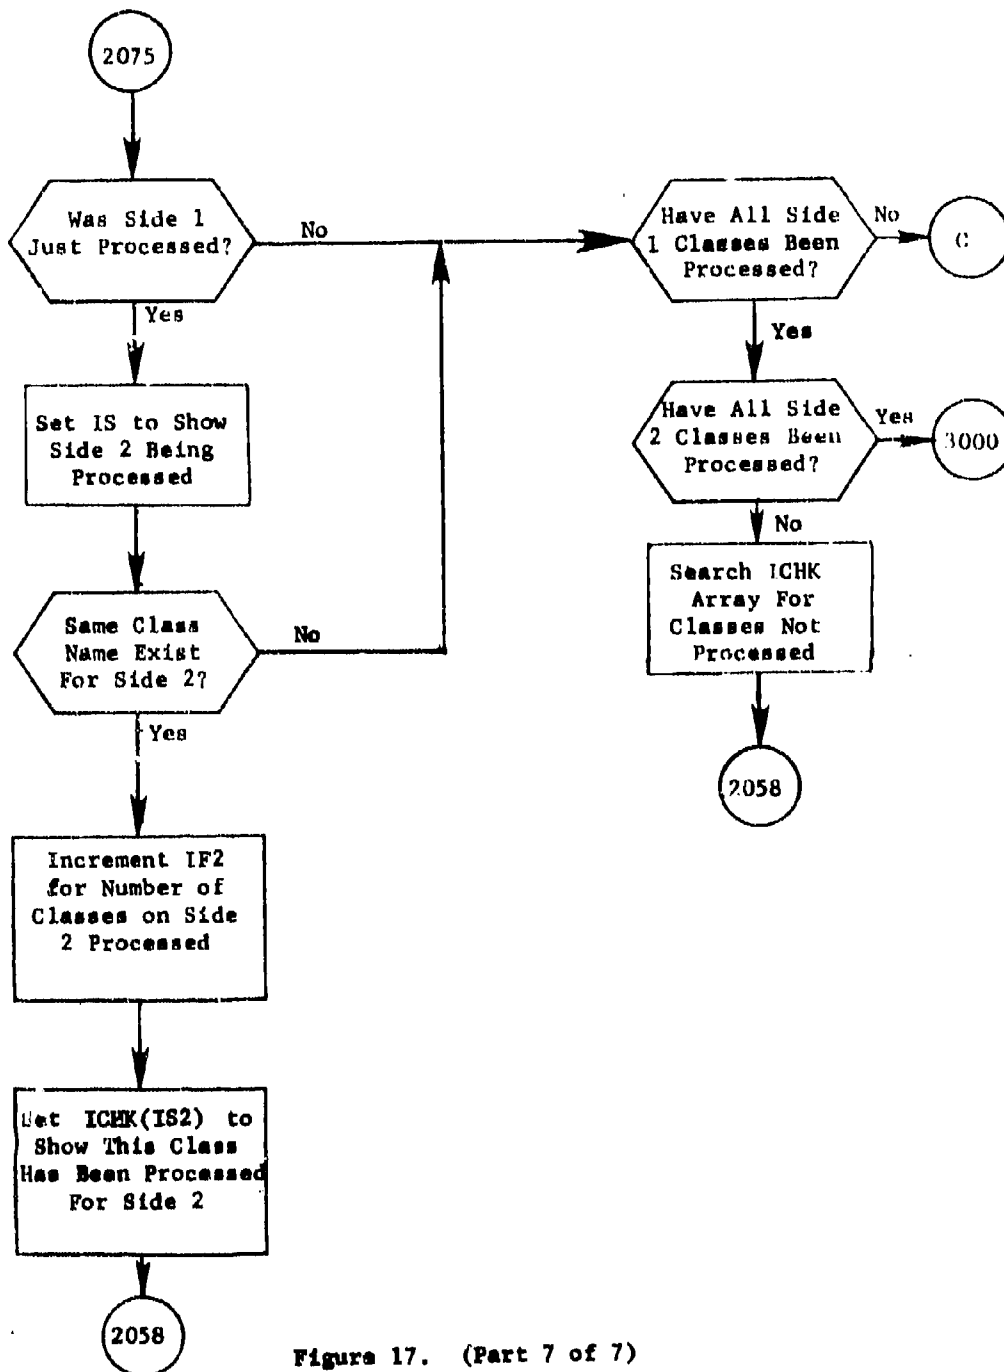 2075
Was Side 1
Just Processed?
No
Yes
Set IS to Show
Side 2 Being
Processed
Same Class
Name Exist
For Side 2?
No
Yes
Increment IF2
for Number of
Classes on Side
2 Processed
Set ICHK(IS2) to
Show This Class
Has Been Processed
For Side 2
2058
Have All Side
1 Classes Been
Processed?
No
C
Yes
Have All Side
2 Classes Been
Processed?
Yes
3000
No
Search ICHK
Array For
Classes Not
Processed
2058
Figure 17. (Part 7 of 7)